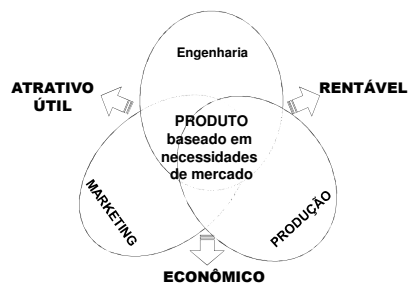 Engenharia
ATRATIVO
ÚTIL
RENTÁVEL
PRODUTO
baseado em
necessidades
de mercado
MARKETING
PRODUÇÃO
ECONÔMICO